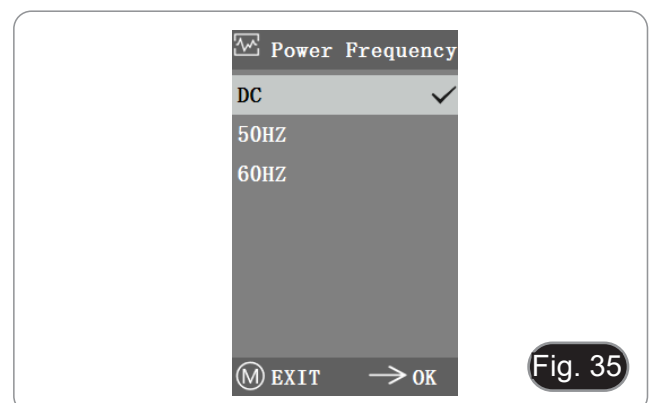 Power Frequency
DC
50HZ
60HZ
M EXIT → OK
Fig. 35